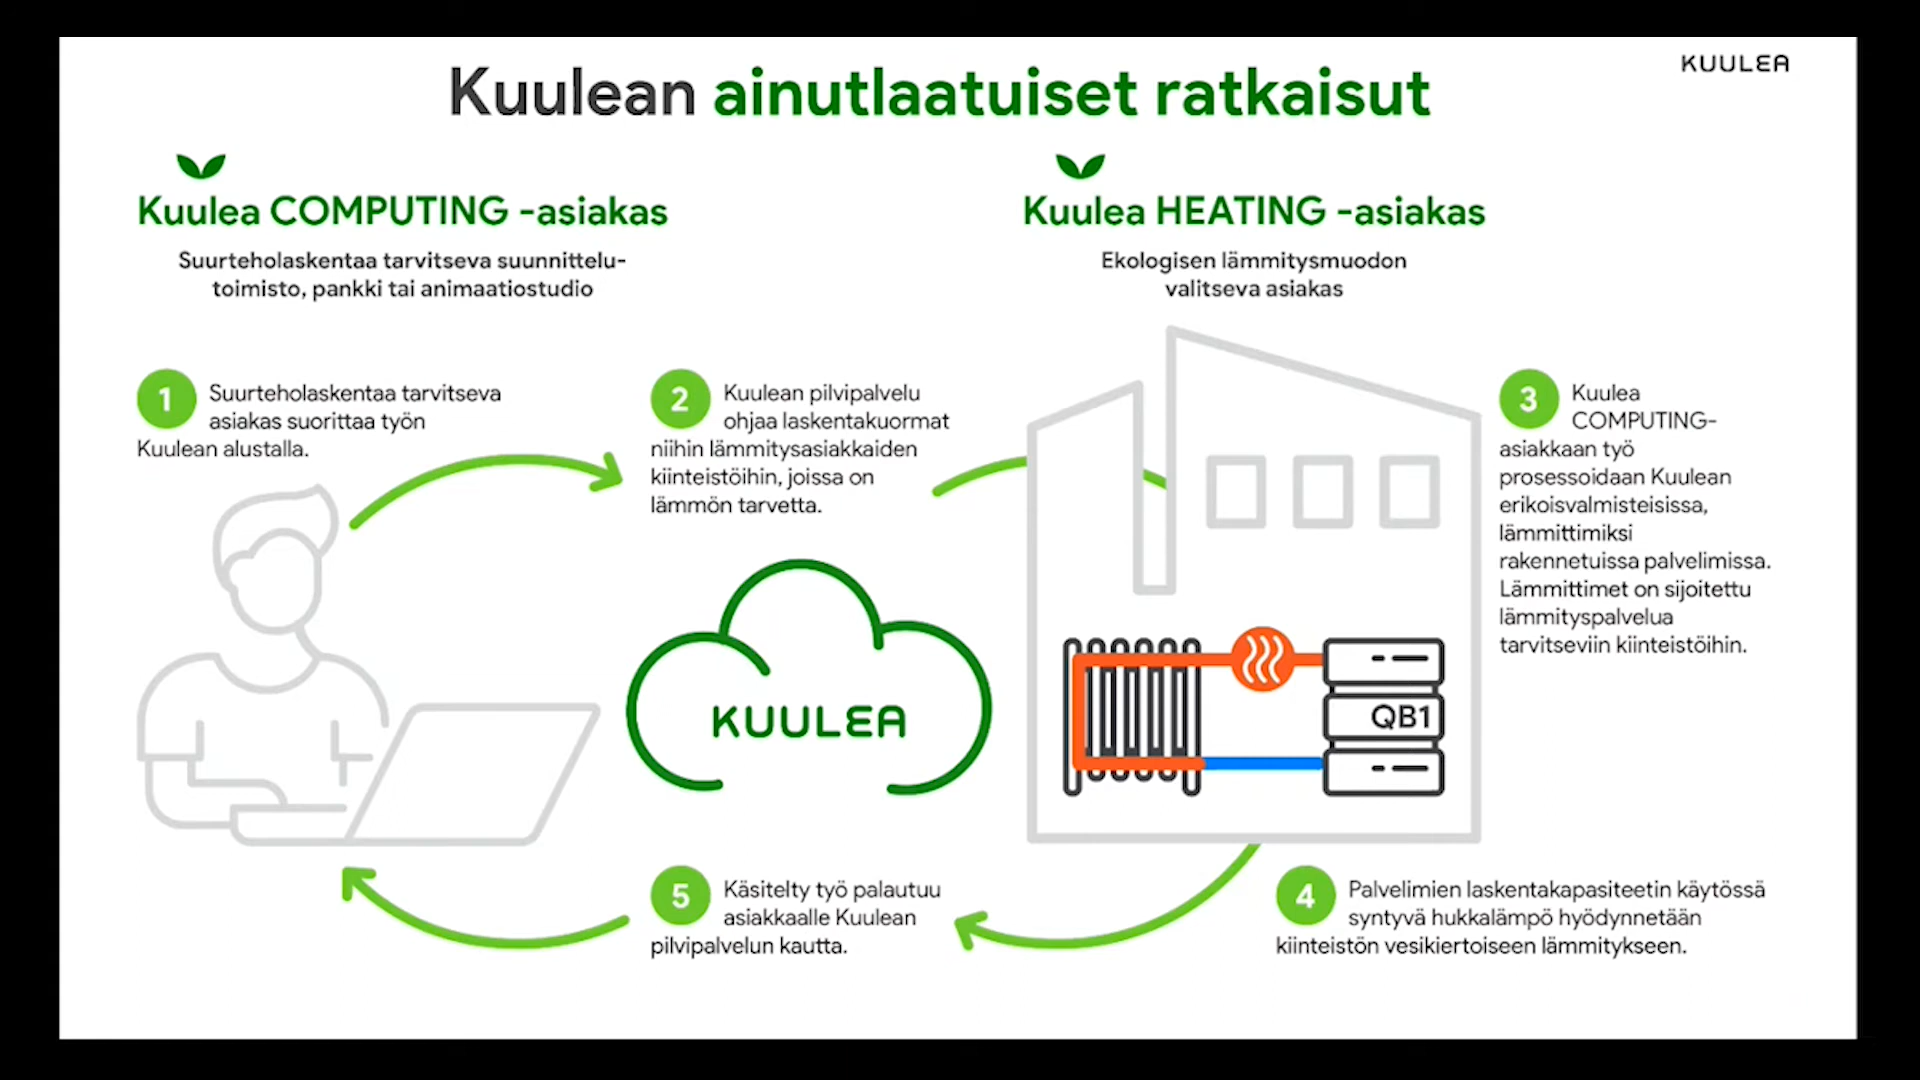 KUULEA
Kuulean ainutlaatuiset ratkaisut
Kuulea COMPUTING -asiakas
Suurteholaskentaa tarvitseva suunnittelu-
toimisto, pankki tai animaatiostudio
Kuulea HEATING -asiakas
Ekologisen lämmitysmuodon
valitseva asiakas
1 Suurteholaskentaa tarvitseva
asiakas suorittaa työn
Kuulean alustalla.
2 Kuulean pilvipalvelu
ohjaa laskentakuormat
niihin lämmitysasiakkaiden
kiinteistöihin, joissa on
lämmön tarvetta.
3 Kuulea
COMPUTING-
asiakkaan työ
prosessoidaan Kuulean
erikoisvalmisteisissa,
lämmittimiksi
rakennetuissa palvelimissa.
Lämmittimet on sijoitettu
lämmityspalvelua
tarvitseviin kiinteistöihin.
KUULEA
QB1
4 Palvelimien laskentakapasiteetin käytössä
syntyvä hukkalämpö hyödynnetään
kiinteistön vesikiertoiseen lämmitykseen.
5 Käsitelty työ palautuu
asiakkaalle Kuulean
pilvipalvelun kautta.